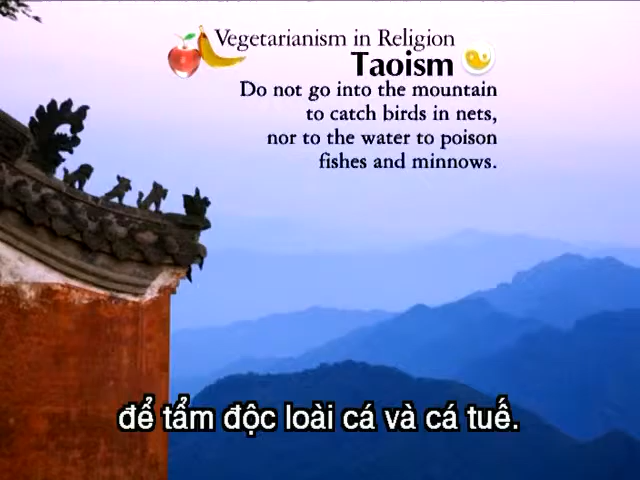 Vegetarianism in Religion
Taoism
Do not go into the mountain
to catch birds in nets,
nor to the water to poison
fishes and minnows.
để tẩm độc loài cá và cá tuế.